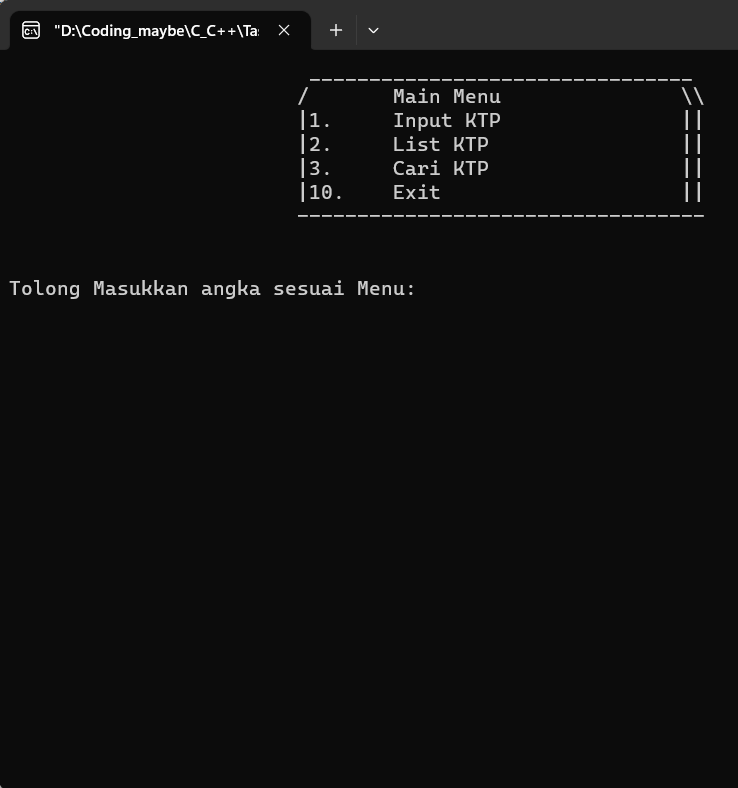 "D:\Coding_maybe\C_C++\Ta
/ Main Menu \\
|1. Input KTP ||
|2. List KTP ||
|3. Cari KTP ||
|10. Exit ||
Tolong Masukkan angka sesuai Menu: